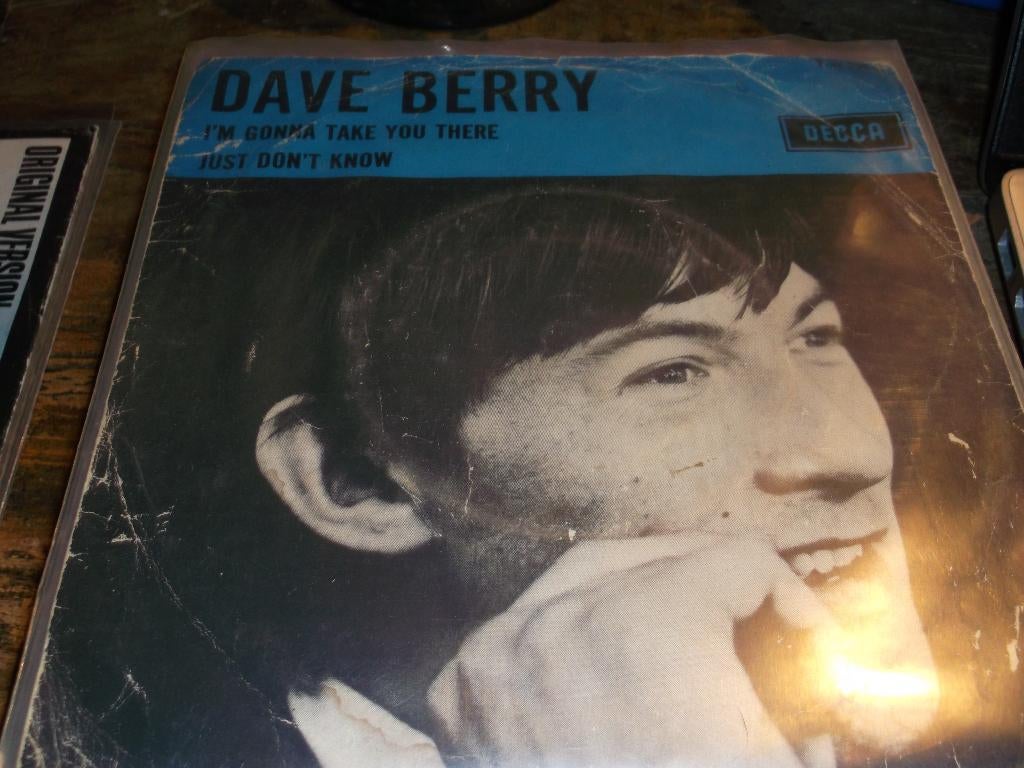 DAVE BERRY
I'M GONNA TAKE YOU THERE
JUST DON'T KNOW
DECCA
ORIGINAL VERSION